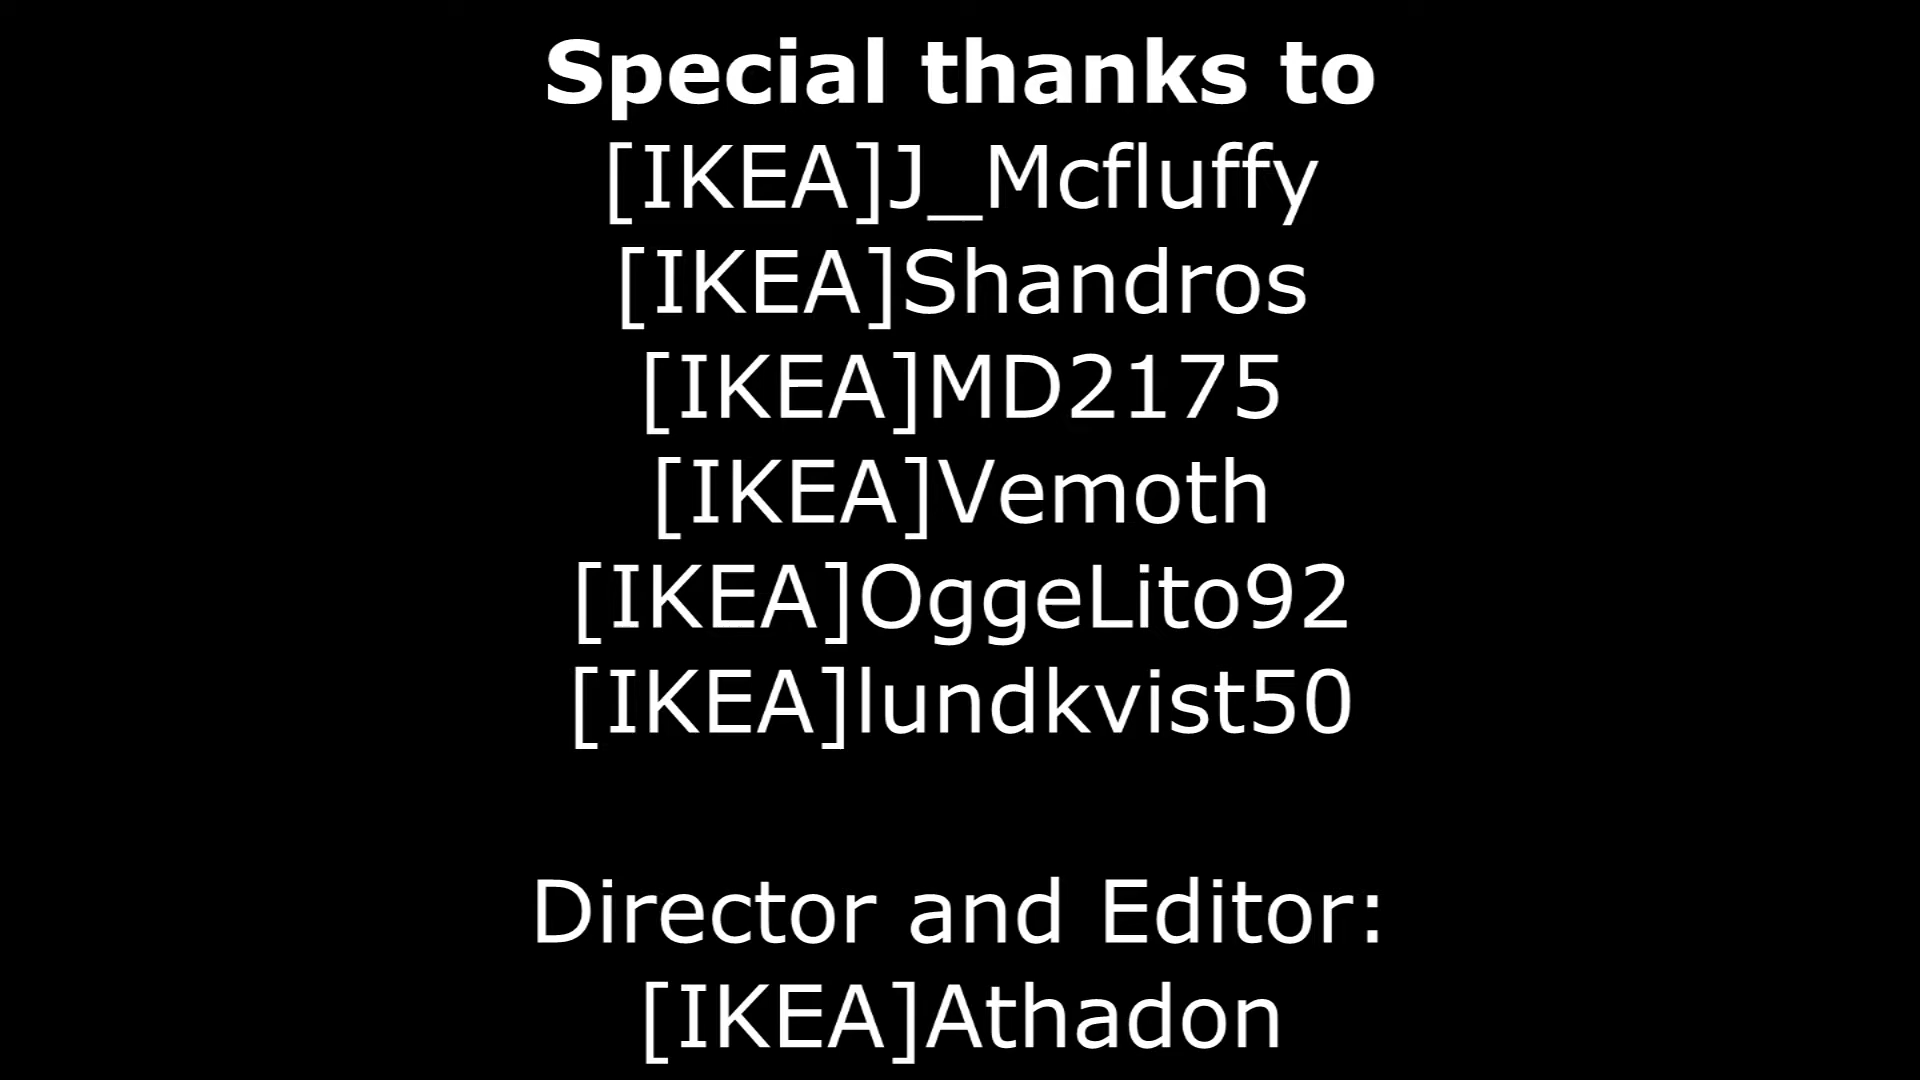 Special thanks to
[IKEA]J_Mcfluffy
[IKEA]Shandros
[IKEA]MD2175
[IKEA]Vemoth
[IKEA]OggeLito92
[IKEA]lundkvist50
Director and Editor:
[IKEA]Athadon